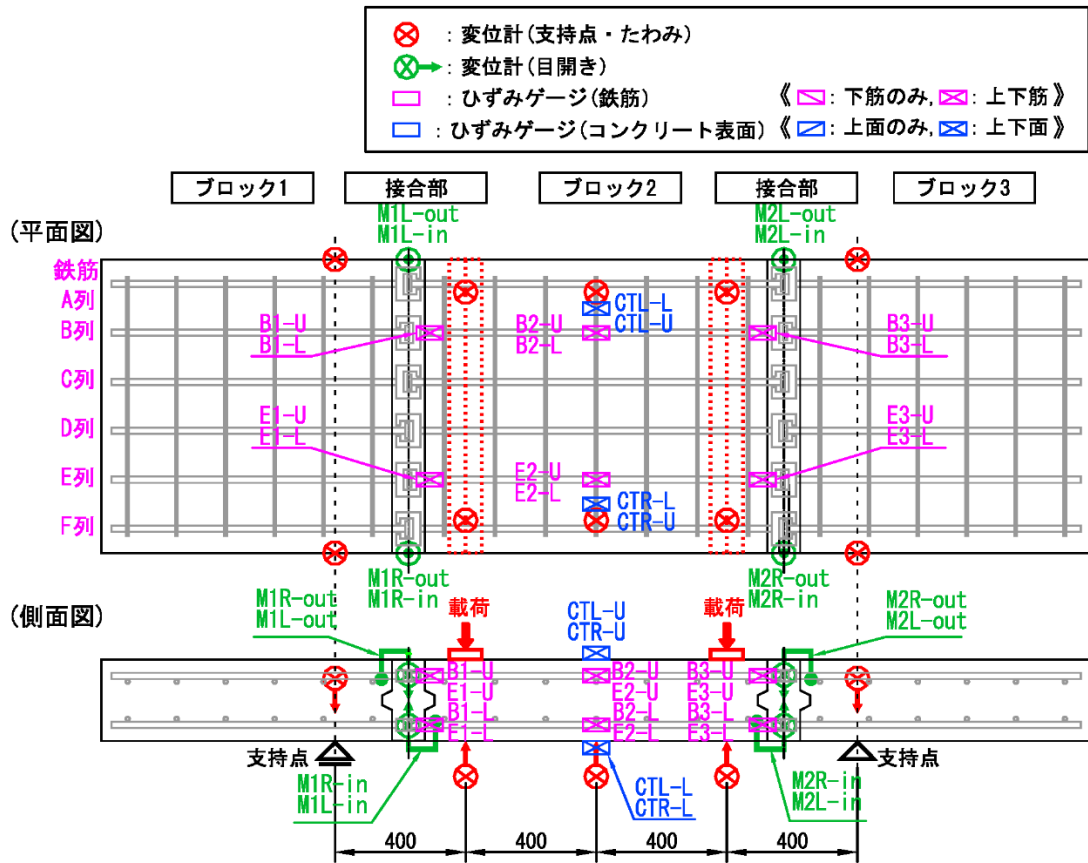 : 変位計(支持点・たわみ)
: 変位計(目開き)
: ひずみゲージ(鉄筋) 《 : 下筋のみ, : 上下筋 》
: ひずみゲージ(コンクリート表面) 《 : 上面のみ, : 上下面 》
ブロック1 接合部 ブロック2 接合部 ブロック3
M1L-out M2L-out
M1L-in M2L-in
(平面図)
鉄筋
A列
CTL-L
CTL-U
B列
B1-U B2-U B3-U
B1-L B2-L B3-L
C列
D列
E1-U E3-U
E1-L E3-L
E列
E2-U
E2-L
CTR-L
CTR-U
F列
M1R-out M2R-out
M1R-in M2R-in
(側面図)
M1R-out M2R-out
M1L-out M2L-out
載荷 載荷
CTL-U
CTR-U
B1-U B2-U B3-U
E1-U E2-U E3-U
B1-L B2-L B3-L
E1-L E2-L E3-L
支持点 支持点
M1R-in M2R-in
M1L-in M2L-in
CTL-L
CTR-L
400 400 400 400